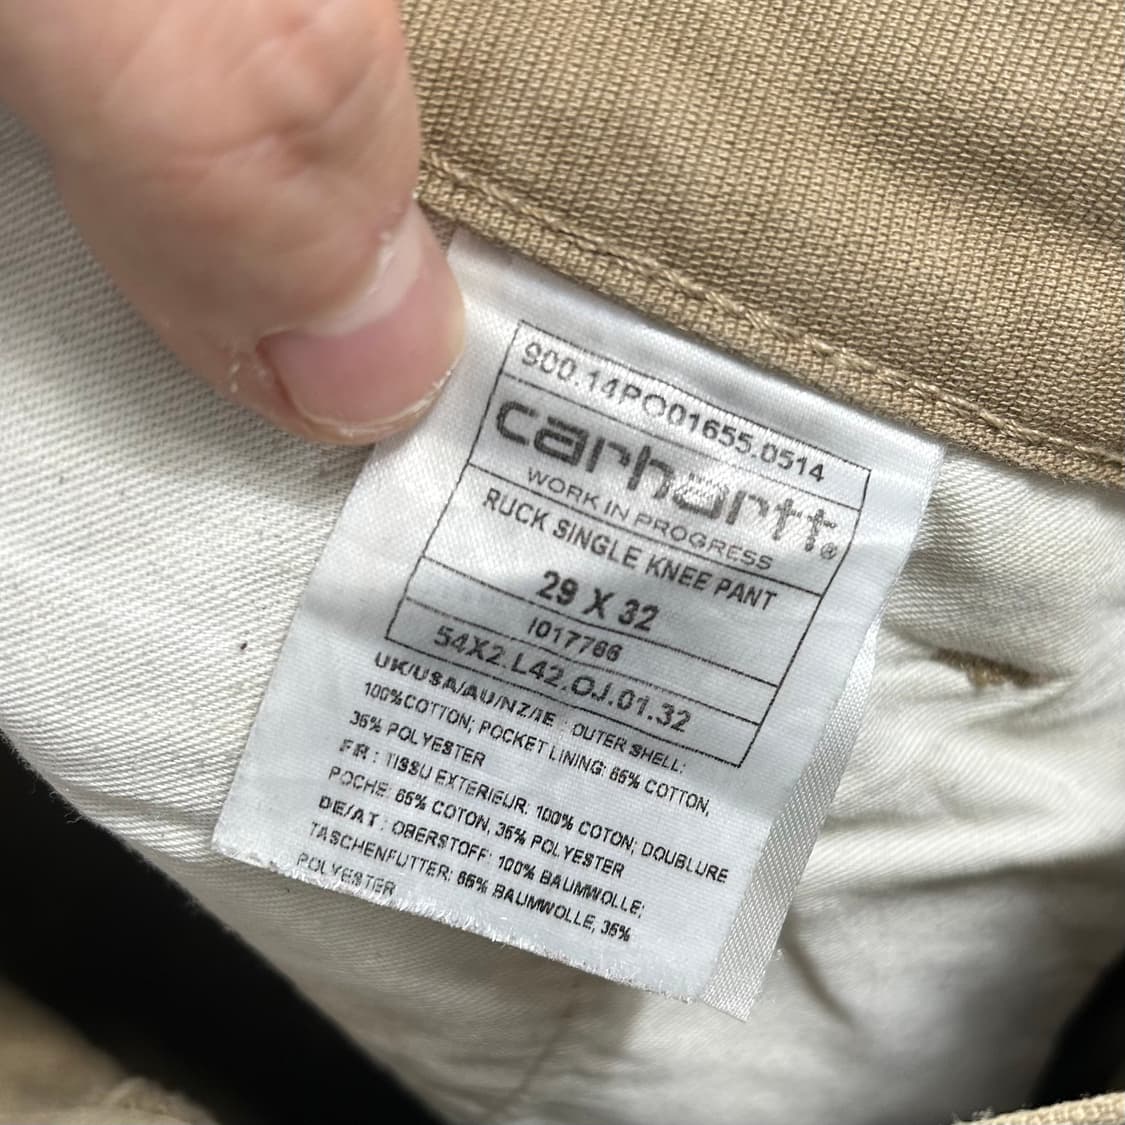 900.14PO01655.0514
carhartt®
WORK IN PROGRESS
RUCK SINGLE KNEE PANT
29 X 32
I017766
54X2.L42.OJ.01.32
UK/USA/AU/NZ/IE : OUTER SHELL:
100%COTTON; POCKET LINING: 65% COTTON,
35% POLYESTER
FR : TISSU EXTERIEUR: 100% COTON; DOUBLURE
POCHE: 65% COTON, 35% POLYESTER
DE/AT : OBERSTOFF: 100% BAUMWOLLE;
TASCHENFUTTER: 65% BAUMWOLLE, 35%
POLYESTER